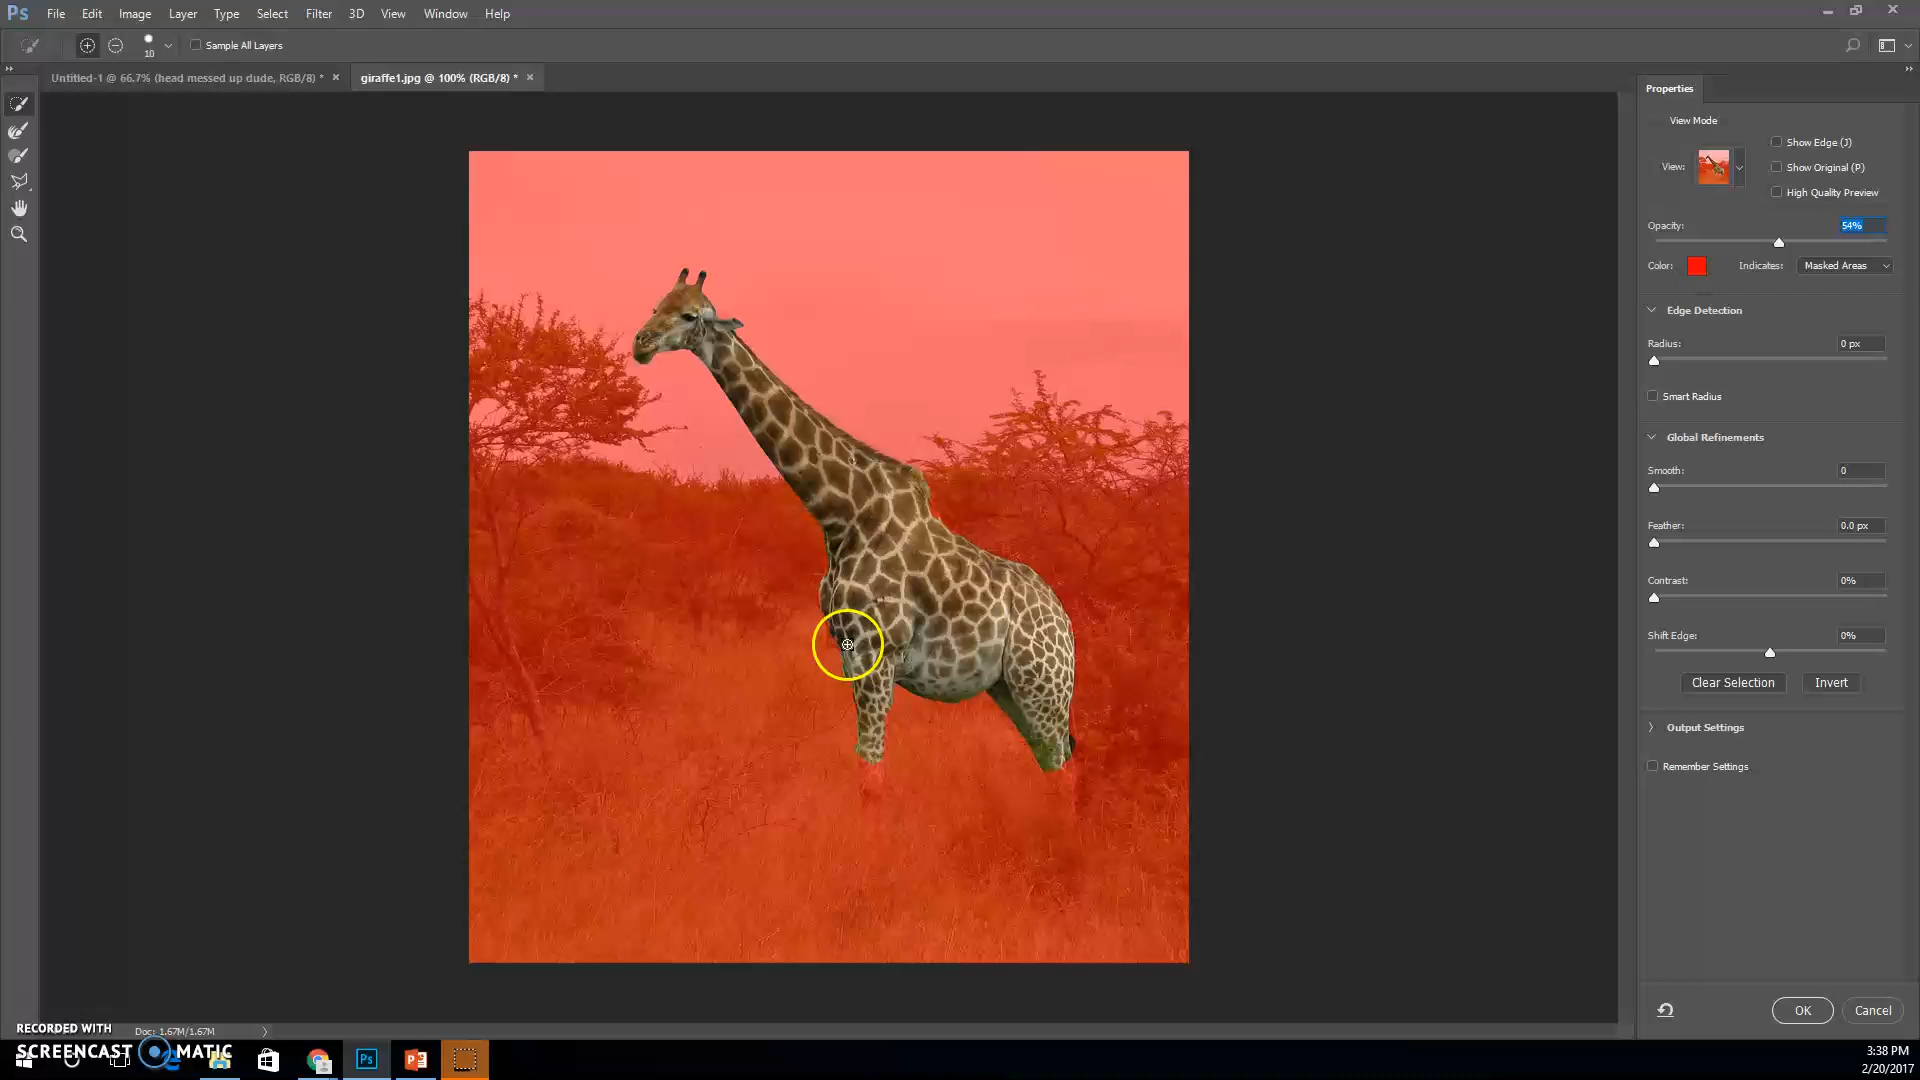 Ps File Edit Image Layer Type Select Filter 3D View Window Help
10 Sample All Layers
Untitled-1 @ 66.7% (head messed up dude, RGB/8) * × giraffe1.jpg @ 100% (RGB/8) * ×
Properties
View Mode
Show Edge (J)
View: Show Original (P)
High Quality Preview
Opacity: 54%
Color: Indicates: Masked Areas
Edge Detection
Radius: 0 px
Smart Radius
Global Refinements
Smooth: 0
Feather: 0.0 px
Contrast: 0%
Shift Edge: 0%
Clear Selection Invert
Output Settings
Remember Settings
OK Cancel
Doc: 1.67M/1.67M
RECORDED WITH
SCREENCAST MATIC
Ps
3:38 PM
2/20/2017